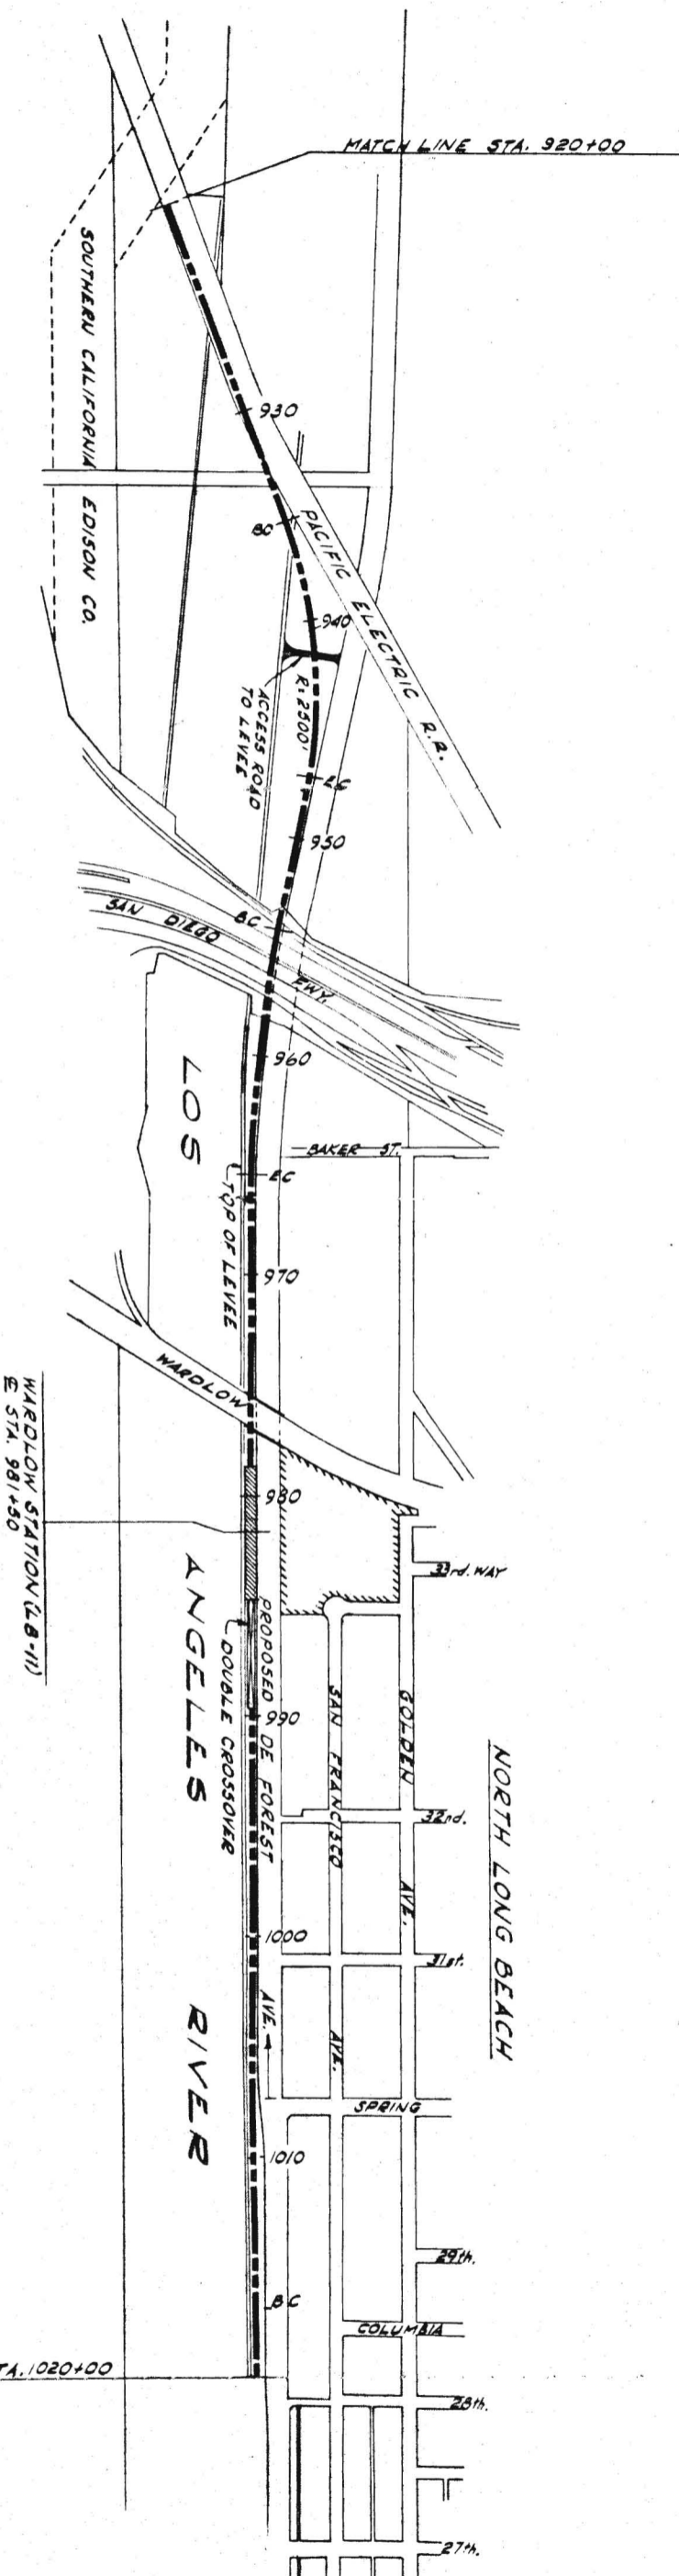 MATCH LINE STA. 920+00
SOUTHERN CALIFORNIA EDISON CO.
930
BC
PACIFIC ELECTRIC R.R.
940
R=2500'
ACCESS ROAD
TO LEVEE
EC
950
BC
SAN DIEGO FWY.
960
BAKER ST.
EC
TOP OF LEVEE
970
WARDLOW
WARDLOW STATION (LB-11)
℄ STA. 981+50
980
33rd. WAY
PROPOSED DE FOREST AVE.
DOUBLE CROSSOVER
990
SAN FRANCISCO AVE.
GOLDEN AVE.
NORTH LONG BEACH
32nd.
1000
31st.
LOS ANGELES RIVER
SPRING
1010
29th.
BC
COLUMBIA
TA. 1020+00
28th.
27th.